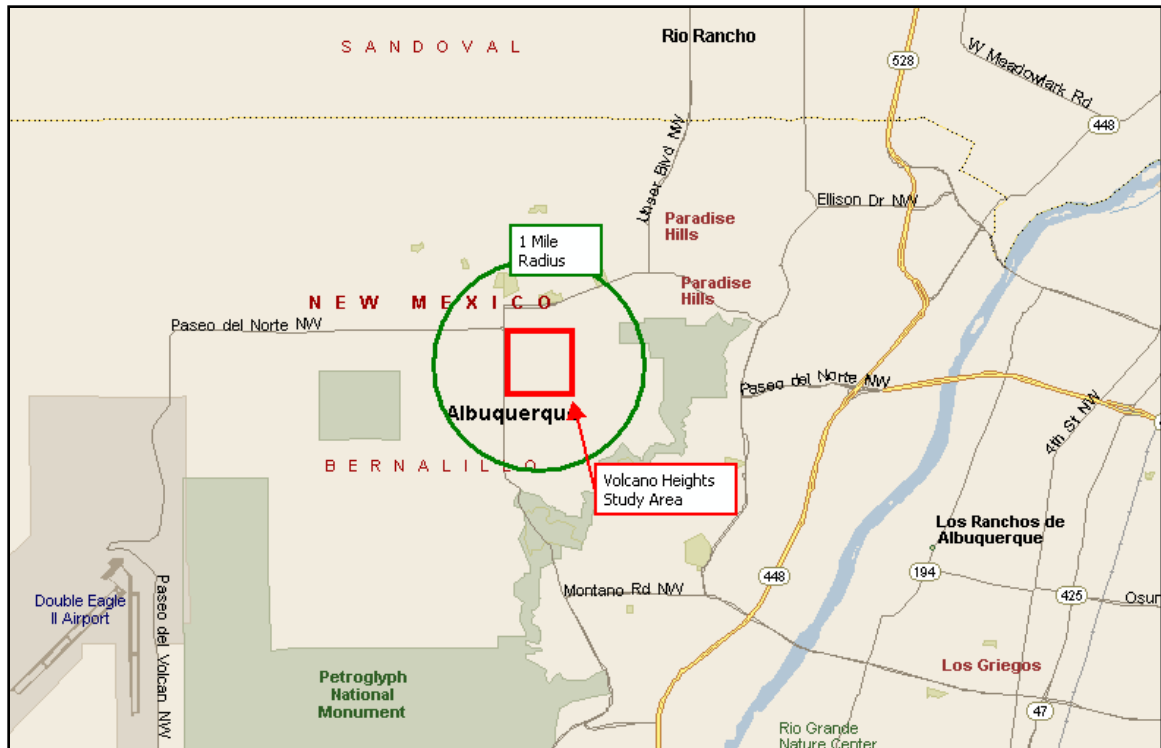 SANDOVAL
Rio Rancho
528
W Meadowlark Rd
448
Unser Blvd NW
Ellison Dr NW
Paradise
Hills
1 Mile
Radius
Paradise
Hills
NEW MEXICO
Paseo del Norte NW
Paseo del Norte NW
4th St NW
Albuquerque
BERNALILLO
Volcano Heights
Study Area
Los Ranchos de
Albuquerque
194
448
425
Osun
Montano Rd NW
Double Eagle
II Airport
Paseo del Volcan NW
Petroglyph
National
Monument
Los Griegos
47
Rio Grande
Nature Center